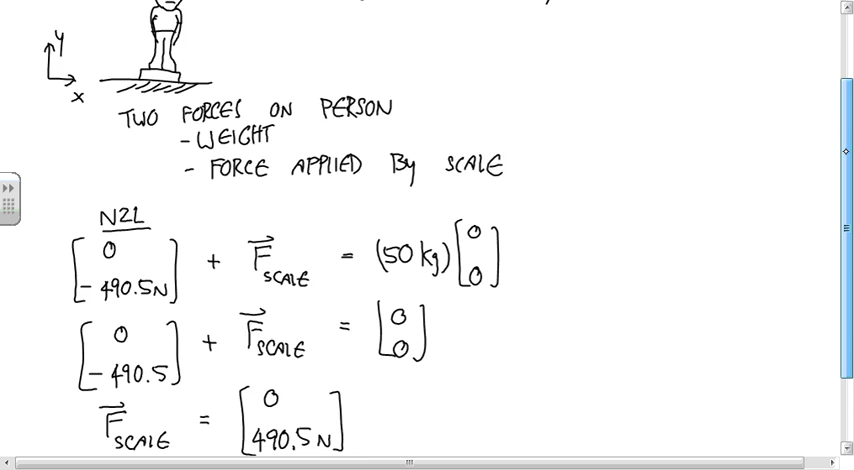 y
x
TWO FORCES ON PERSON
- WEIGHT
- FORCE APPLIED By SCALE
N2L
[0 -490.5N] + F⃗SCALE = (50 kg)[0 0]
[0 -490.5] + F⃗SCALE = [0 0]
F⃗SCALE = [0 490.5N]